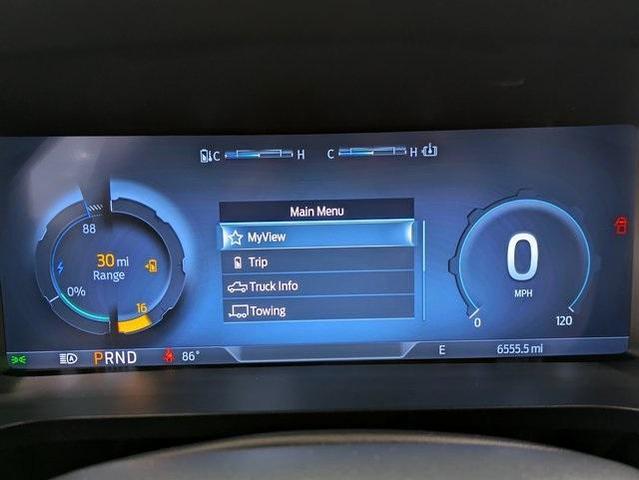 C H C H
Main Menu
MyView
Trip
Truck Info
Towing
88
30 mi
Range
0%
16
0
MPH
0 120
A PRND 86° E 6555.5 mi